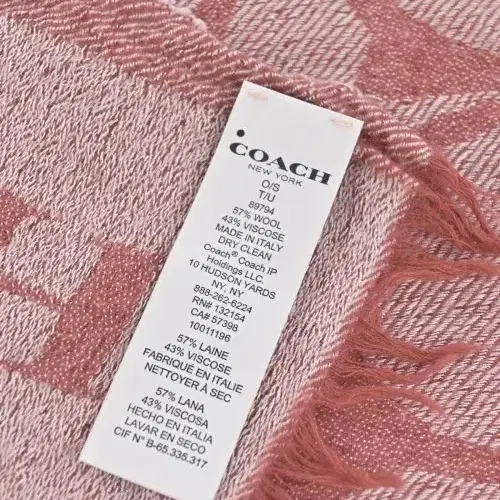 COACH
NEW YORK
O/S
T/U
89794
57% WOOL
43% VISCOSE
MADE IN ITALY
DRY CLEAN
Coach® Coach IP
Holdings LLC.
10 HUDSON YARDS
NY, NY
888-262-6224
RN# 132154
CA# 57398
10011196
57% LAINE
43% VISCOSE
FABRIQUÉ EN ITALIE
NETTOYER À SEC
57% LANA
43% VISCOSA
HECHO EN ITALIA
LAVAR EN SECO
CIF N° B-65.335.317